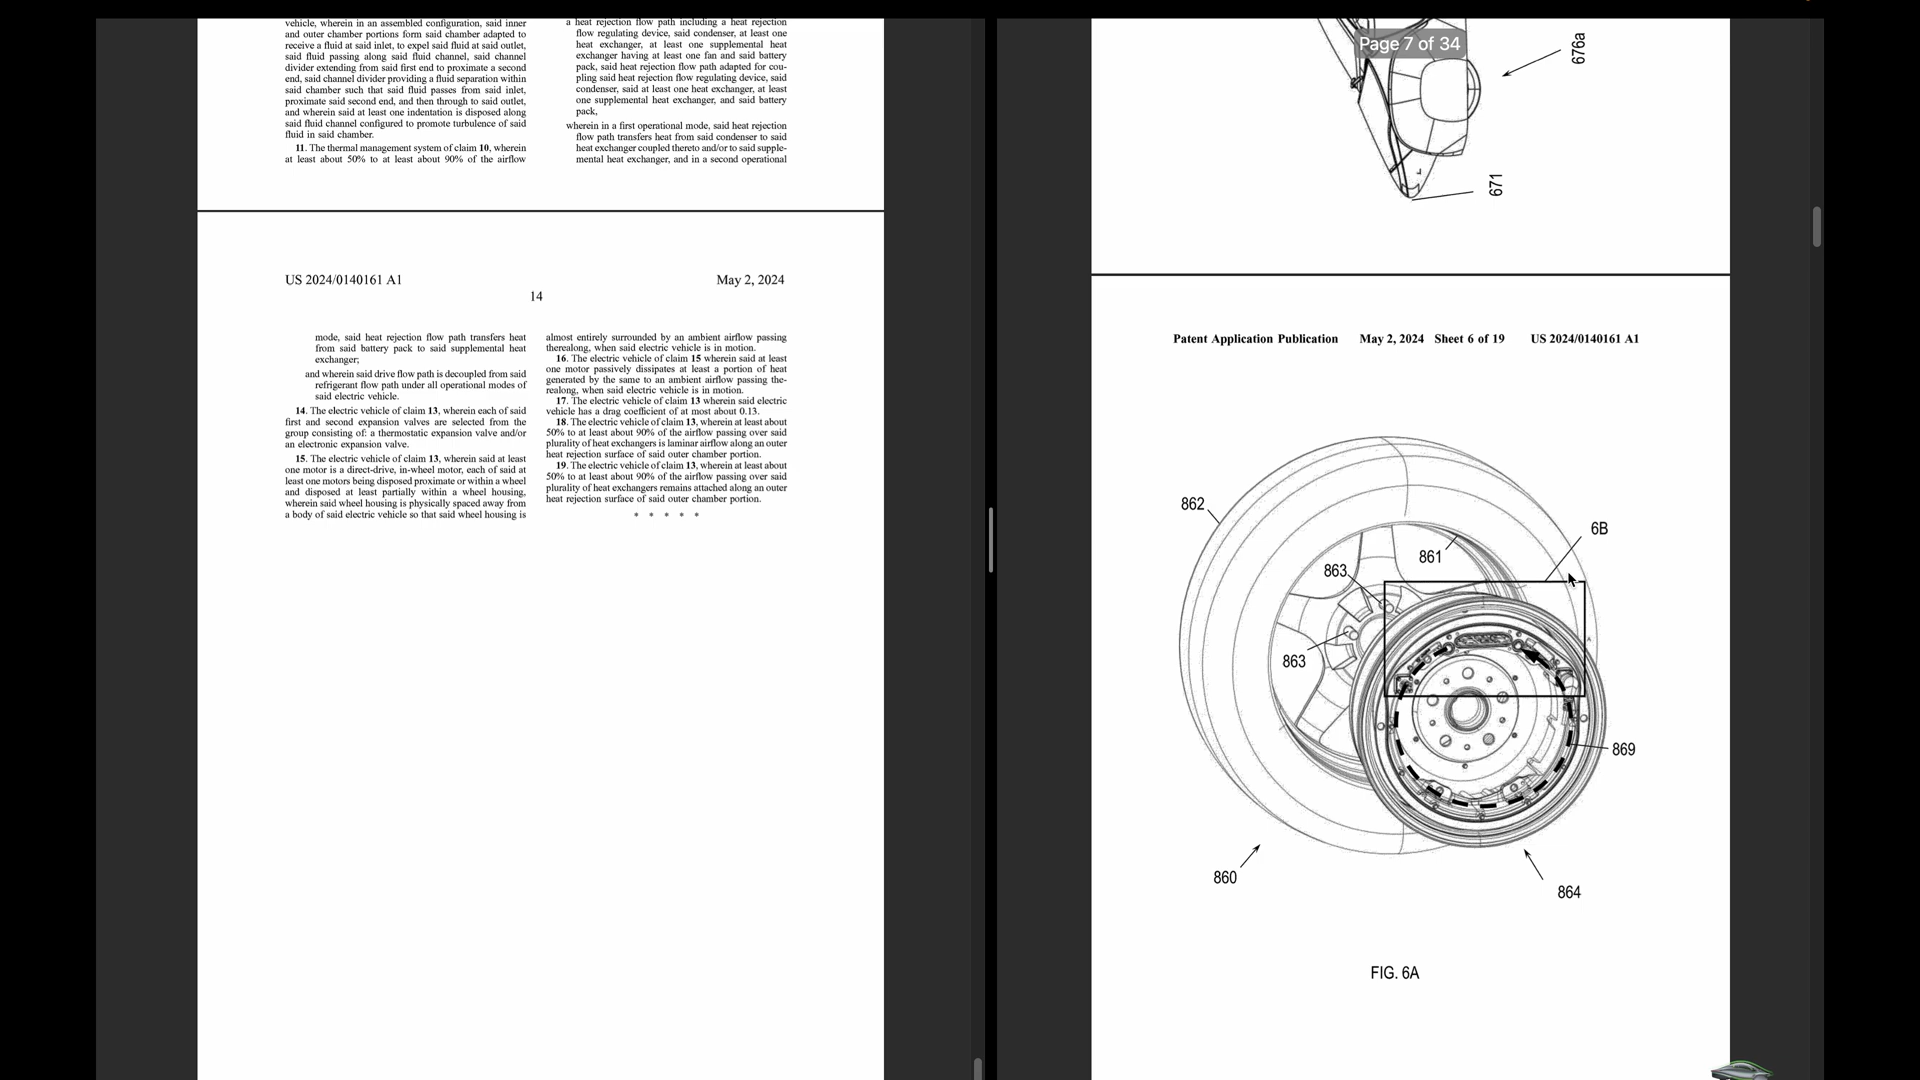 vehicle, wherein in an assembled configuration, said inner
and outer chamber portions form said chamber adapted to
receive a fluid at said inlet, to expel said fluid at said outlet,
said fluid passing along said fluid channel, said channel
divider extending from said first end to proximate a second
end, said channel divider providing a fluid separation within
said chamber such that said fluid passes from said inlet,
proximate said second end, and then through to said outlet,
and wherein said at least one indentation is disposed along
said fluid channel configured to promote turbulence of said
fluid in said chamber.
11. The thermal management system of claim 10, wherein
at least about 50% to at least about 90% of the airflow
a heat rejection flow path including a heat rejection
flow regulating device, said condenser, at least one
heat exchanger, at least one supplemental heat
exchanger having at least one fan and said battery
pack, said heat rejection flow path adapted for cou-
pling said heat rejection flow regulating device, said
condenser, said at least one heat exchanger, at least
one supplemental heat exchanger, and said battery
pack,
wherein in a first operational mode, said heat rejection
flow path transfers heat from said condenser to said
heat exchanger coupled thereto and/or to said supple-
mental heat exchanger, and in a second operational
US 2024/0140161 A1
May 2, 2024
14
mode, said heat rejection flow path transfers heat
from said battery pack to said supplemental heat
exchanger;
and wherein said drive flow path is decoupled from said
refrigerant flow path under all operational modes of
said electric vehicle.
14. The electric vehicle of claim 13, wherein each of said
first and second expansion valves are selected from the
group consisting of: a thermostatic expansion valve and/or
an electronic expansion valve.
15. The electric vehicle of claim 13, wherein said at least
one motor is a direct-drive, in-wheel motor, each of said at
least one motors being disposed proximate or within a wheel
and disposed at least partially within a wheel housing,
wherein said wheel housing is physically spaced away from
a body of said electric vehicle so that said wheel housing is
almost entirely surrounded by an ambient airflow passing
therealong, when said electric vehicle is in motion.
16. The electric vehicle of claim 15 wherein said at least
one motor passively dissipates at least a portion of heat
generated by the same to an ambient airflow passing the-
realong, when said electric vehicle is in motion.
17. The electric vehicle of claim 13 wherein said electric
vehicle has a drag coefficient of at most about 0.13.
18. The electric vehicle of claim 13, wherein at least about
50% to at least about 90% of the airflow passing over said
plurality of heat exchangers is laminar airflow along an outer
heat rejection surface of said outer chamber portion.
19. The electric vehicle of claim 13, wherein at least about
50% to at least about 90% of the airflow passing over said
plurality of heat exchangers remains attached along an outer
heat rejection surface of said outer chamber portion.
* * * * *
Page 7 of 34
676a
671
Patent Application Publication May 2, 2024 Sheet 6 of 19 US 2024/0140161 A1
862
6B
861
863
863
869
860
864
FIG. 6A